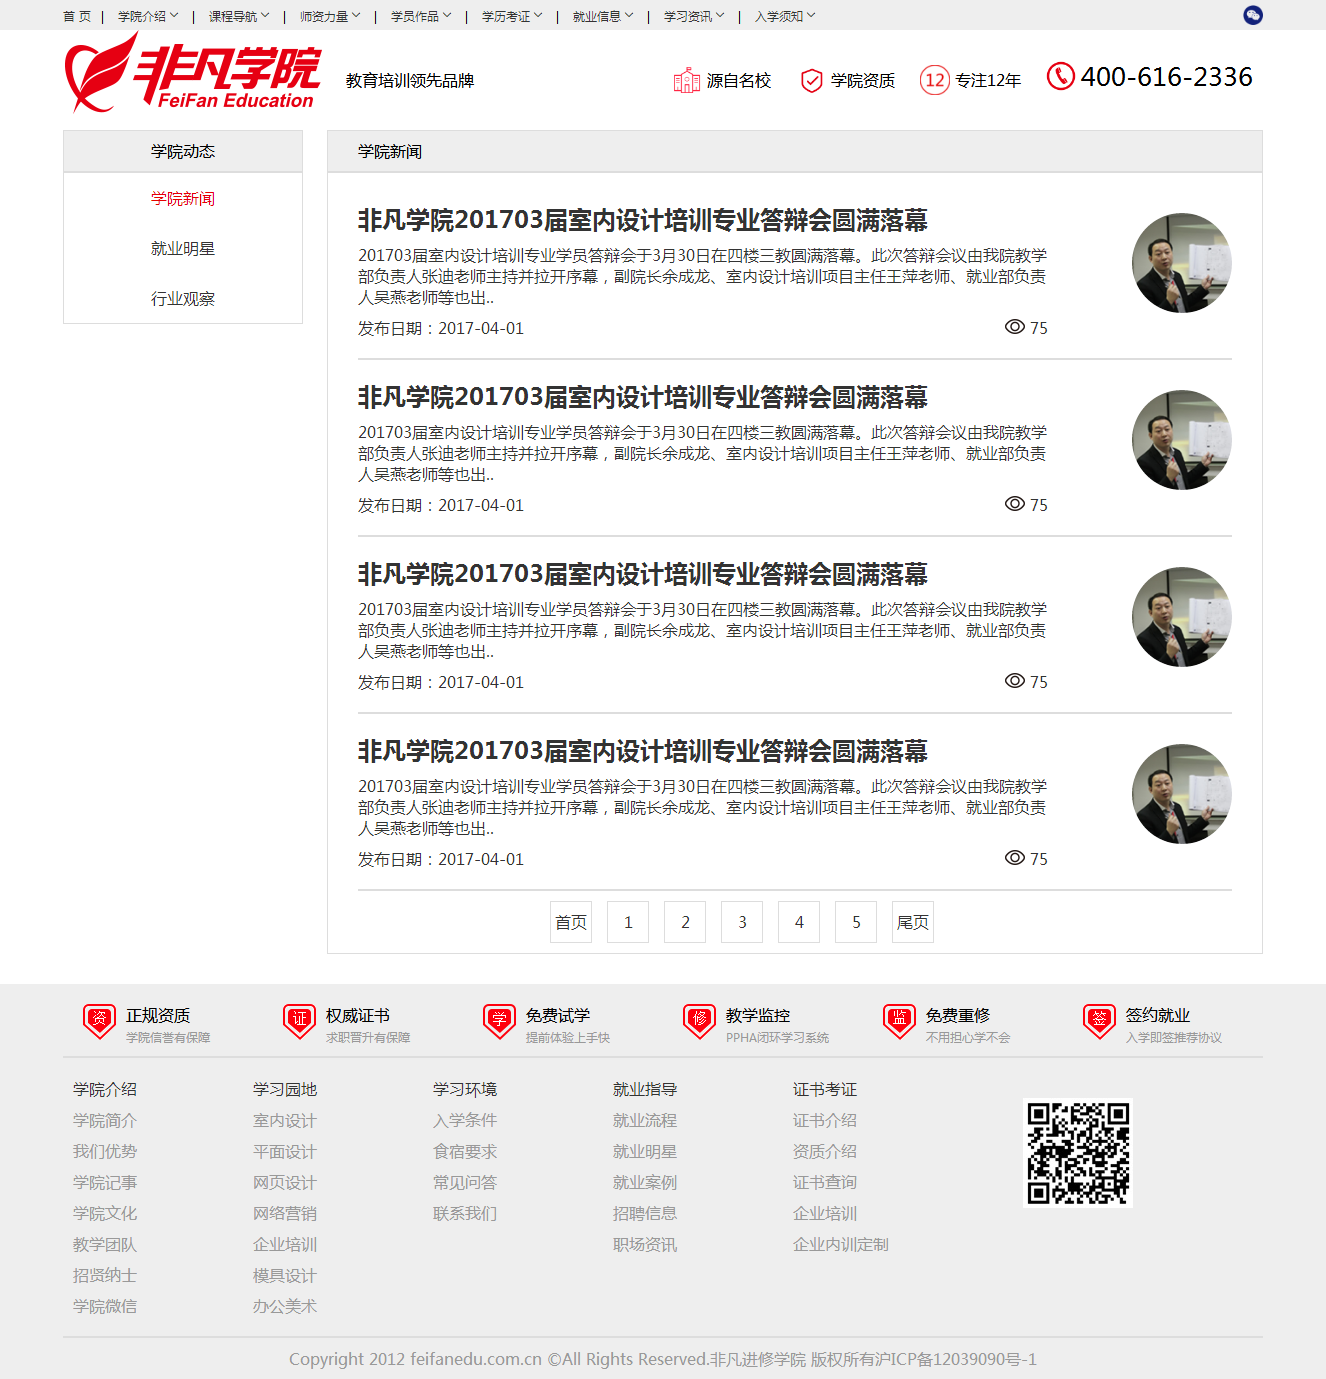 首 页 | 学院介绍 | 课程导航 | 师资力量 | 学员作品 | 学历考证 | 就业信息 | 学习资讯 | 入学须知
非凡学院
FeiFan Education
教育培训领先品牌
源自名校
学院资质
12 专注12年
400-616-2336
学院动态
学院新闻
就业明星
行业观察
学院新闻
非凡学院201703届室内设计培训专业答辩会圆满落幕
201703届室内设计培训专业学员答辩会于3月30日在四楼三教圆满落幕。此次答辩会议由我院教学
部负责人张迪老师主持并拉开序幕，副院长余成龙、室内设计培训项目主任王萍老师、就业部负责
人吴燕老师等也出..
发布日期：2017-04-01 75
非凡学院201703届室内设计培训专业答辩会圆满落幕
201703届室内设计培训专业学员答辩会于3月30日在四楼三教圆满落幕。此次答辩会议由我院教学
部负责人张迪老师主持并拉开序幕，副院长余成龙、室内设计培训项目主任王萍老师、就业部负责
人吴燕老师等也出..
发布日期：2017-04-01 75
非凡学院201703届室内设计培训专业答辩会圆满落幕
201703届室内设计培训专业学员答辩会于3月30日在四楼三教圆满落幕。此次答辩会议由我院教学
部负责人张迪老师主持并拉开序幕，副院长余成龙、室内设计培训项目主任王萍老师、就业部负责
人吴燕老师等也出..
发布日期：2017-04-01 75
非凡学院201703届室内设计培训专业答辩会圆满落幕
201703届室内设计培训专业学员答辩会于3月30日在四楼三教圆满落幕。此次答辩会议由我院教学
部负责人张迪老师主持并拉开序幕，副院长余成龙、室内设计培训项目主任王萍老师、就业部负责
人吴燕老师等也出..
发布日期：2017-04-01 75
首页 1 2 3 4 5 尾页
资 正规资质
学院信誉有保障
证 权威证书
求职晋升有保障
学 免费试学
提前体验上手快
修 教学监控
PPHA闭环学习系统
监 免费重修
不用担心学不会
签 签约就业
入学即签推荐协议
学院介绍
学院简介
我们优势
学院记事
学院文化
教学团队
招贤纳士
学院微信
学习园地
室内设计
平面设计
网页设计
网络营销
企业培训
模具设计
办公美术
学习环境
入学条件
食宿要求
常见问答
联系我们
就业指导
就业流程
就业明星
就业案例
招聘信息
职场资讯
证书考证
证书介绍
资质介绍
证书查询
企业培训
企业内训定制
Copyright 2012 feifanedu.com.cn ©All Rights Reserved.非凡进修学院 版权所有沪ICP备12039090号-1